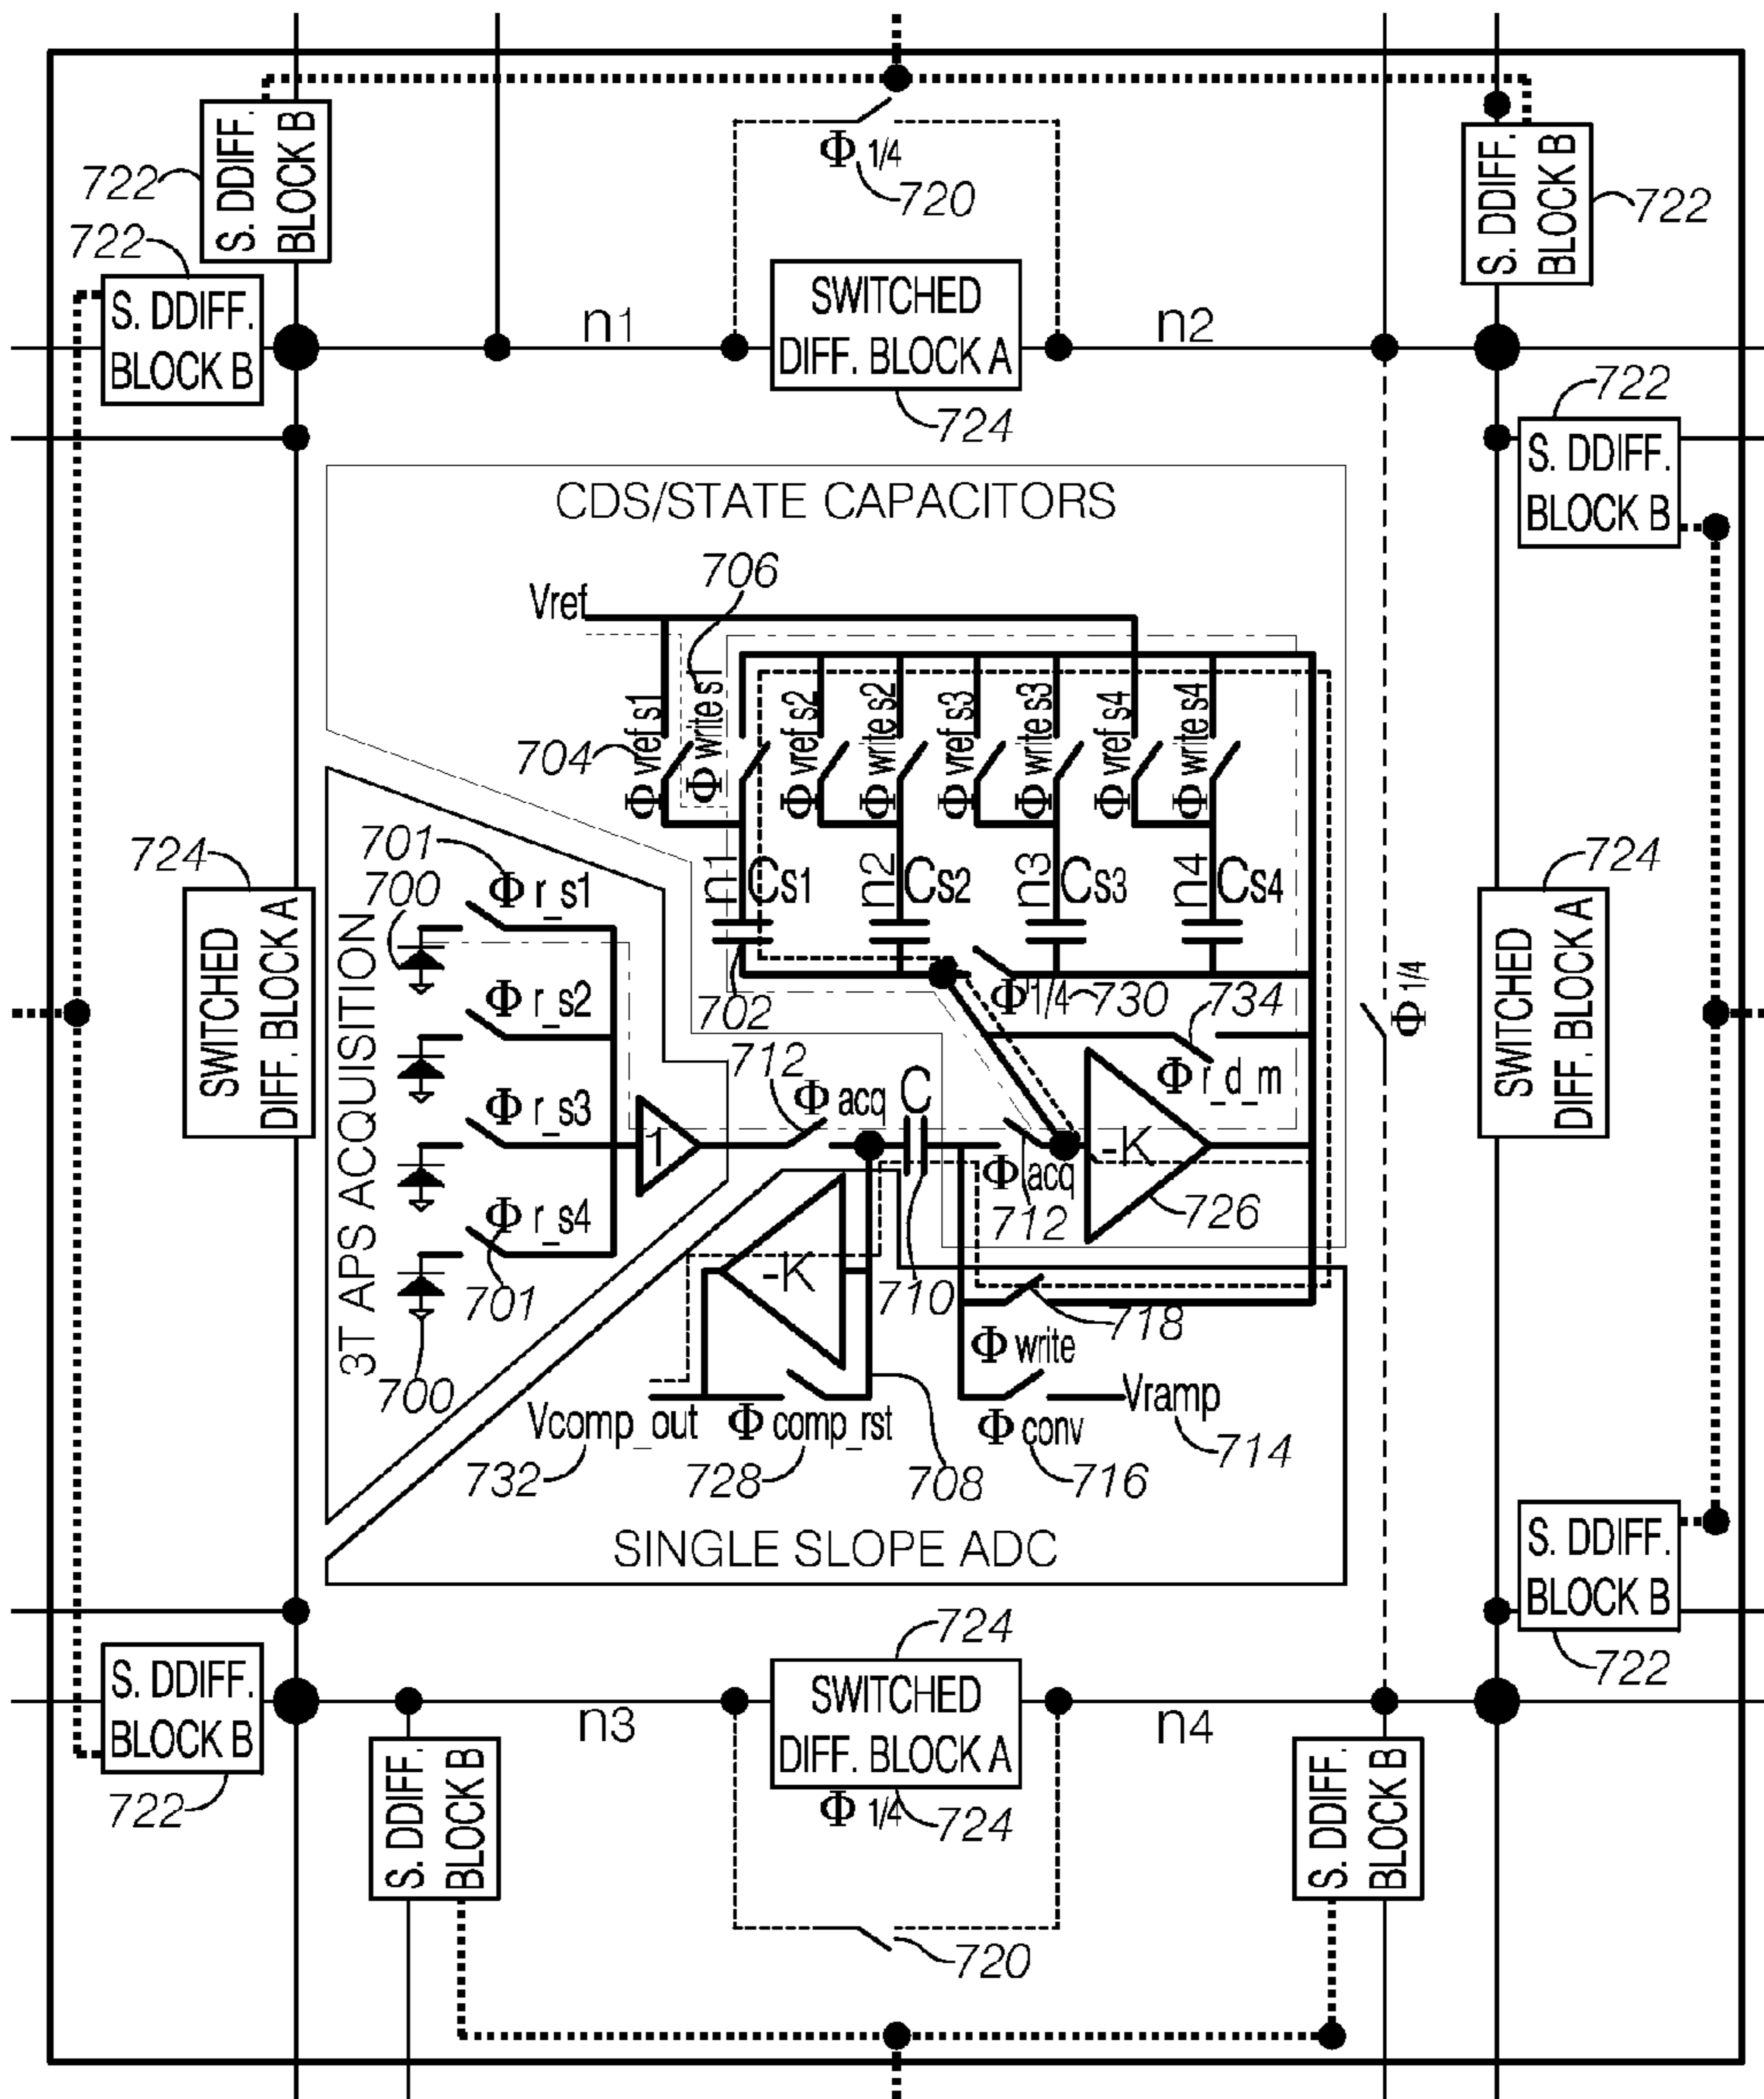 S. DDIFF.
BLOCK B
722
722
S. DDIFF.
BLOCK B
Φ 1/4
720
S. DDIFF.
BLOCK B
722
n1
SWITCHED
DIFF. BLOCK A
724
n2
722
S. DDIFF.
BLOCK B
CDS/STATE CAPACITORS
706
Vref
704
Φ vref s1
Φ write s1
Φ vref s2
Φ write s2
Φ vref s3
Φ write s3
Φ vref s4
Φ write s4
n1
Cs1
n2
Cs2
n3
Cs3
n4
Cs4
702
Φ 1/4
730
734
Φ r_d_m
724
SWITCHED
DIFF. BLOCK A
3T APS ACQUISITION
701
700
Φ r_s1
Φ r_s2
Φ r_s3
Φ r_s4
701
700
1
712
Φ acq
C
710
Φ acq
712
-K
726
Φ 1/4
724
SWITCHED
DIFF. BLOCK A
-K
718
Φ write
Vcomp_out
732
Φ comp_rst
728
708
Φ conv
716
Vramp
714
SINGLE SLOPE ADC
S. DDIFF.
BLOCK B
722
S. DDIFF.
BLOCK B
722
n3
724
SWITCHED
DIFF. BLOCK A
Φ 1/4
724
n4
S. DDIFF.
BLOCK B
720
S. DDIFF.
BLOCK B